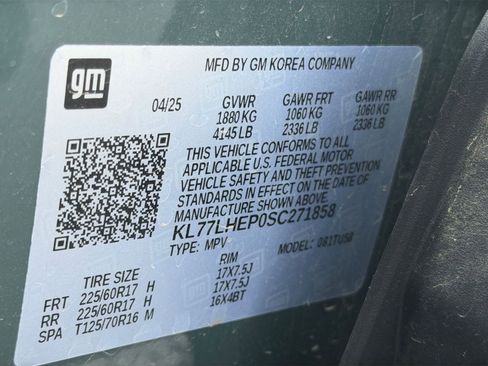 gm
MFD BY GM KOREA COMPANY
04/25 GVWR GAWR FRT GAWR RR
1880 KG 1060 KG 1060 KG
4145 LB 2336 LB 2336 LB
THIS VEHICLE CONFORMS TO ALL
APPLICABLE U.S. FEDERAL MOTOR
VEHICLE SAFETY AND THEFT PREVENTION
STANDARDS IN EFFECT ON THE DATE OF
MANUFACTURE SHOWN ABOVE.
KL77LHEP0SC271858
TYPE: MPV MODEL: 081TU58
TIRE SIZE RIM
FRT 225/60R17 H 17X7.5J
RR 225/60R17 H 17X7.5J
SPA T125/70R16 M 16X4BT